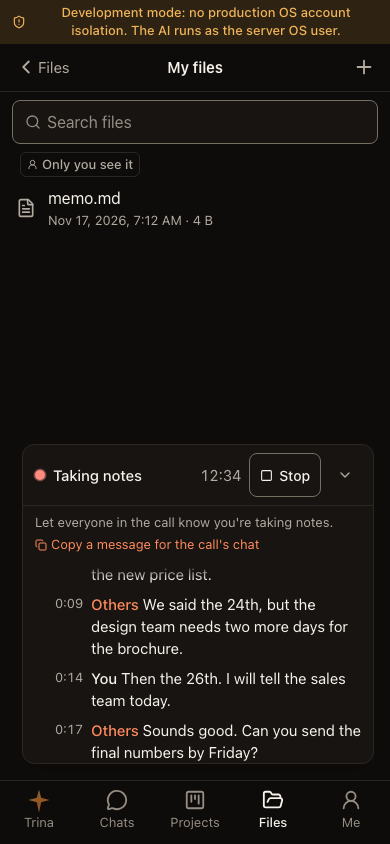 Development mode: no production OS account
isolation. The AI runs as the server OS user.
Files
My files
Search files
Only you see it
memo.md
Nov 17, 2026, 7:12 AM · 4 B
Taking notes
12:34
Stop
Let everyone in the call know you're taking notes.
Copy a message for the call's chat
the new price list.
0:09 Others We said the 24th, but the
design team needs two more days for
the brochure.
0:14 You Then the 26th. I will tell the sales
team today.
0:17 Others Sounds good. Can you send the
final numbers by Friday?
Trina
Chats
Projects
Files
Me